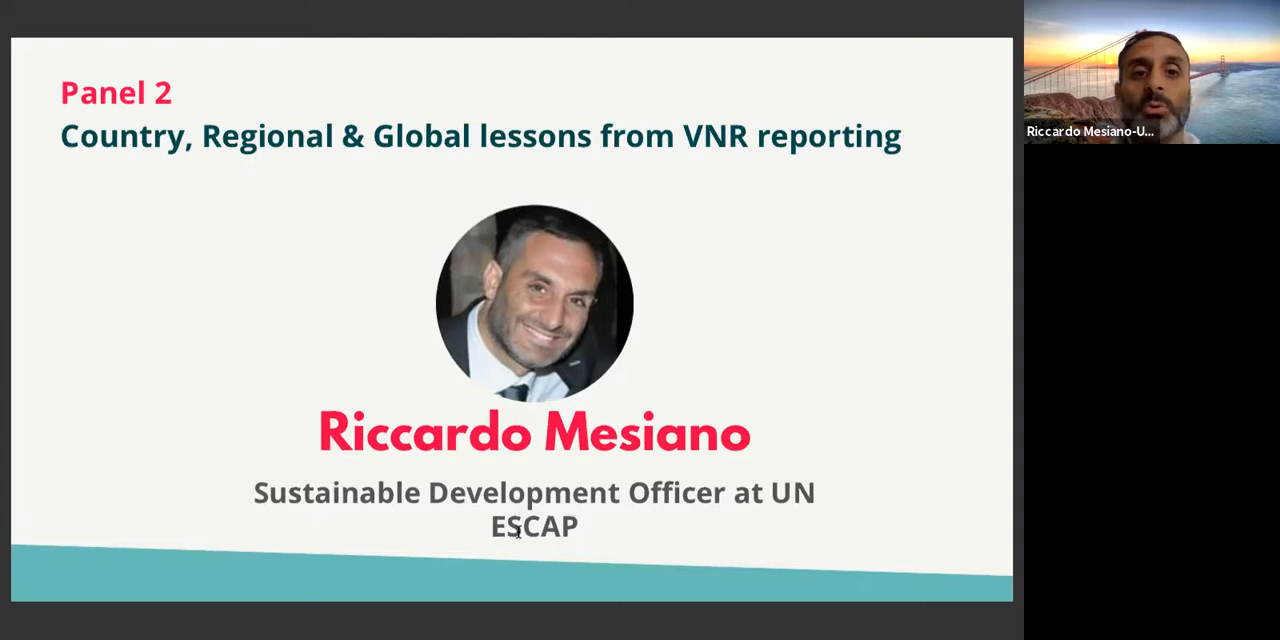 Panel 2
Country, Regional & Global lessons from VNR reporting
Riccardo Mesiano
Sustainable Development Officer at UN
ESCAP
Riccardo Mesiano-U...